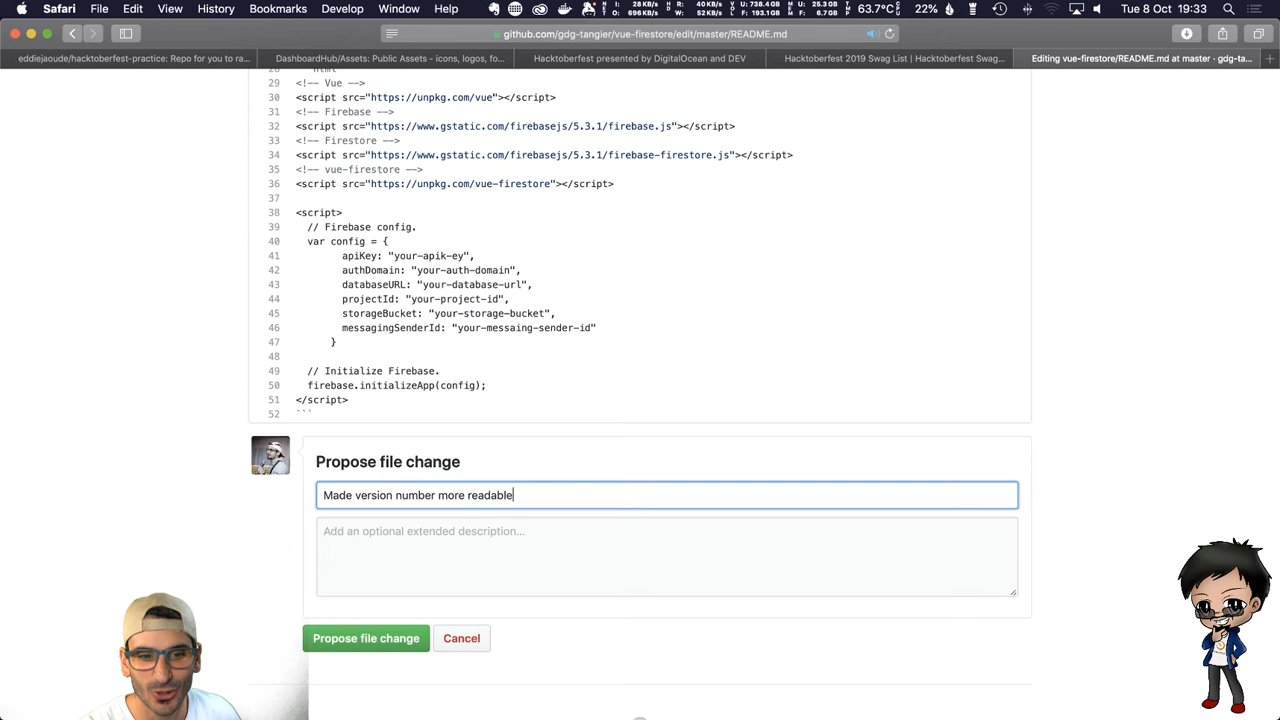 Safari File Edit View History Bookmarks Develop Window Help
63.7°C 22% Tue 8 Oct 19:33
github.com/gdg-tangier/vue-firestore/edit/master/README.md
eddiejaoude/hacktoberfest-practice: Repo for you to ra... DashboardHub/Assets: Public Assets - icons, logos, fo... Hacktoberfest presented by DigitalOcean and DEV Hacktoberfest 2019 Swag List | Hacktoberfest Swag... Editing vue-firestore/README.md at master · gdg-ta...
29 <!-- Vue -->
30 <script src="https://unpkg.com/vue"></script>
31 <!-- Firebase -->
32 <script src="https://www.gstatic.com/firebasejs/5.3.1/firebase.js"></script>
33 <!-- Firestore -->
34 <script src="https://www.gstatic.com/firebasejs/5.3.1/firebase-firestore.js"></script>
35 <!-- vue-firestore -->
36 <script src="https://unpkg.com/vue-firestore"></script>
37
38 <script>
39 // Firebase config.
40 var config = {
41 apiKey: "your-apik-ey",
42 authDomain: "your-auth-domain",
43 databaseURL: "your-database-url",
44 projectId: "your-project-id",
45 storageBucket: "your-storage-bucket",
46 messagingSenderId: "your-messaing-sender-id"
47 }
48
49 // Initialize Firebase.
50 firebase.initializeApp(config);
51 </script>
52 ```
Propose file change
Made version number more readable
Add an optional extended description...
Propose file change Cancel